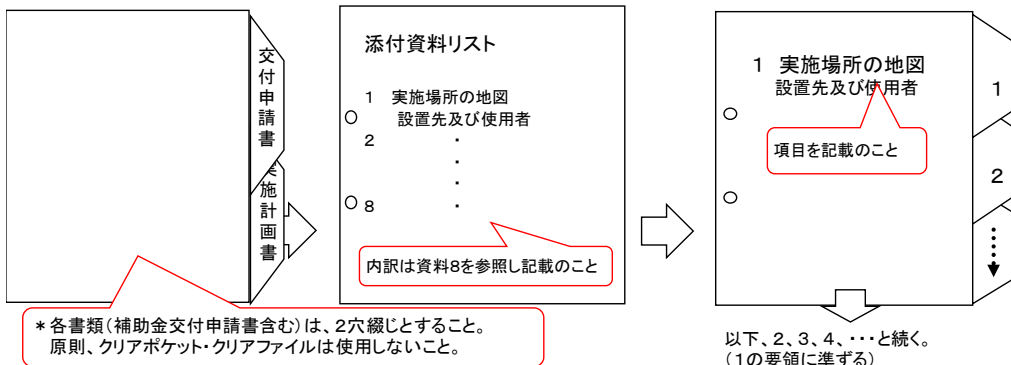 交付申請書
実施計画書
添付資料リスト
1 実施場所の地図
設置先及び使用者
2 ・
・
・
8 ・
内訳は資料8を参照し記載のこと
＊各書類(補助金交付申請書含む)は、2穴綴じとすること。
原則、クリアポケット・クリアファイルは使用しないこと。
1 実施場所の地図
設置先及び使用者
項目を記載のこと
1
2
以下、2、3、4、・・・と続く。
(1の要領に準ずる)